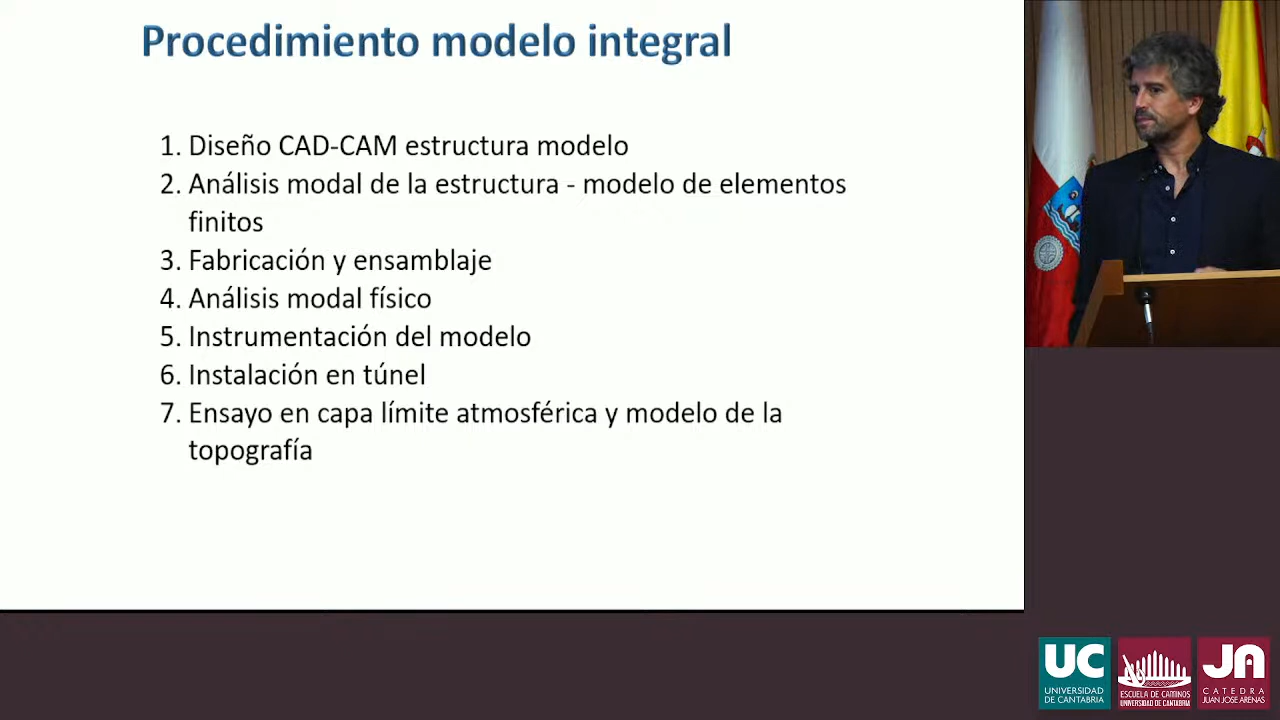 Procedimiento modelo integral
1. Diseño CAD-CAM estructura modelo
2. Análisis modal de la estructura - modelo de elementos
finitos
3. Fabricación y ensamblaje
4. Análisis modal físico
5. Instrumentación del modelo
6. Instalación en túnel
7. Ensayo en capa límite atmosférica y modelo de la
topografía
UC
UNIVERSIDAD
DE CANTABRIA
ESCUELA DE CAMINOS
UNIVERSIDAD DE CANTABRIA
JA
CATEDRA
JUAN JOSE ARENAS